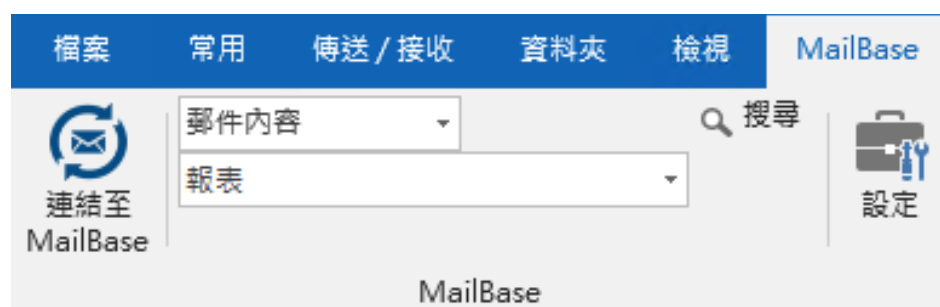 檔案 常用 傳送 / 接收 資料夾 檢視 MailBase
郵件內容 搜尋
報表
連結至
MailBase
設定
MailBase